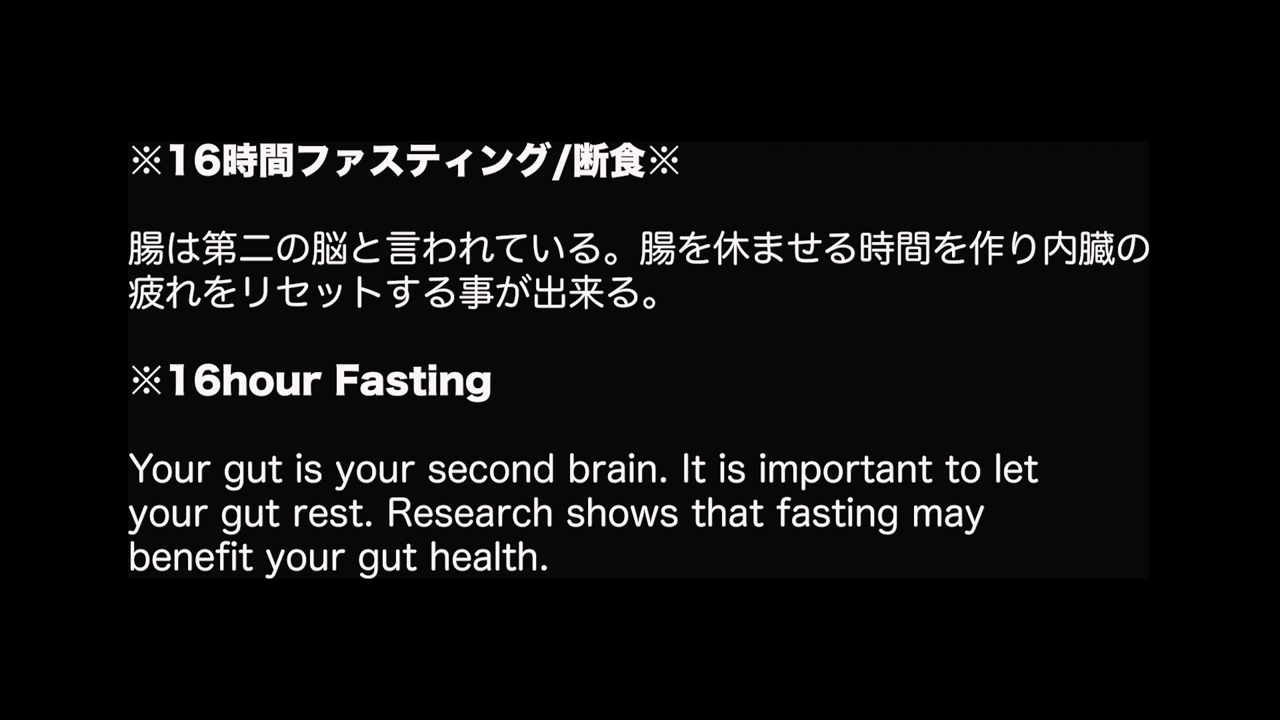 ※16時間ファスティング/断食※
腸は第二の脳と言われている。腸を休ませる時間を作り内臓の
疲れをリセットする事が出来る。
※16hour Fasting
Your gut is your second brain. It is important to let
your gut rest. Research shows that fasting may
benefit your gut health.